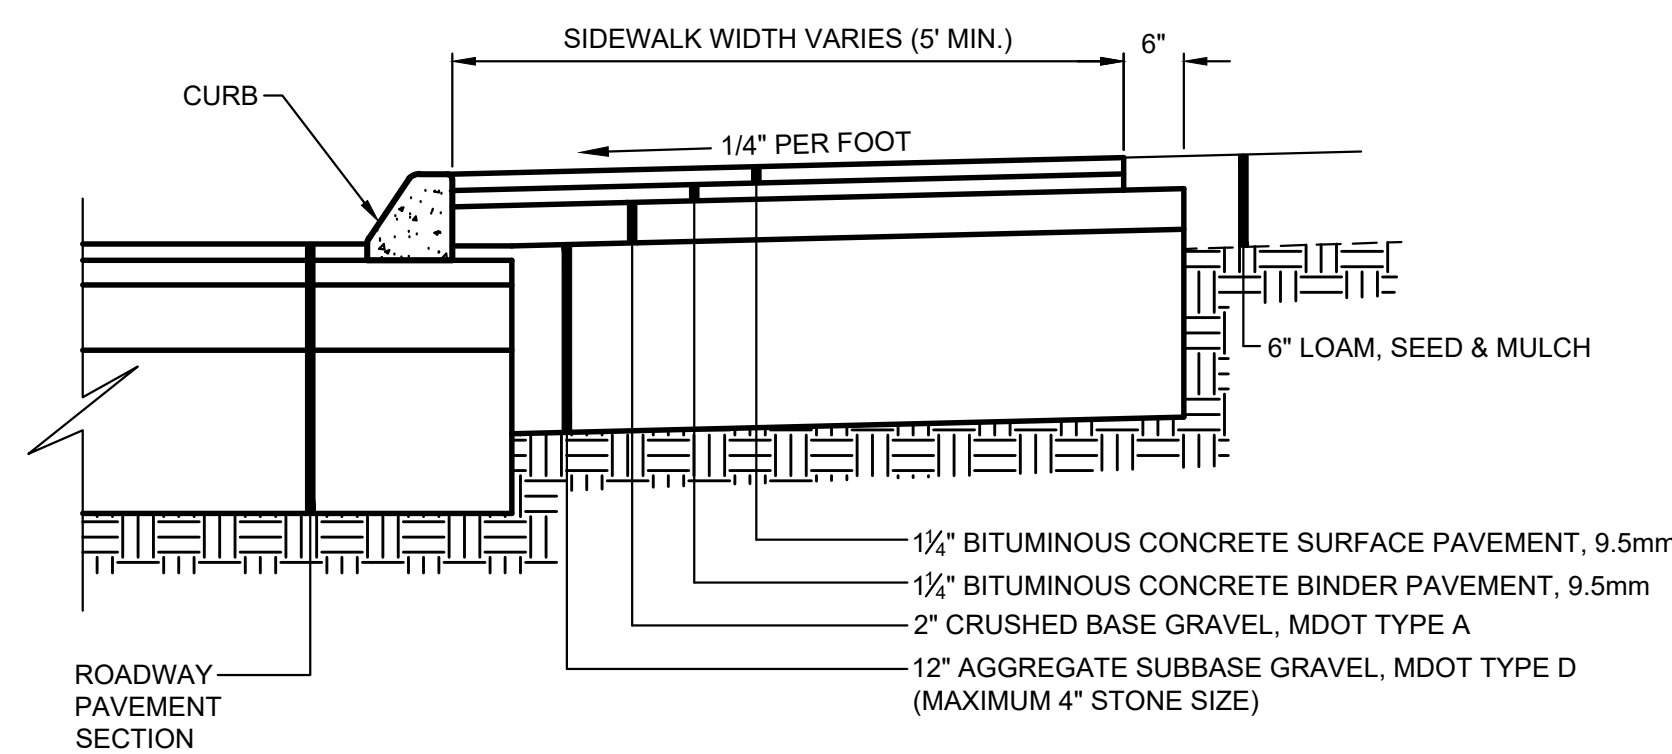 SIDEWALK WIDTH VARIES (5' MIN.)
6"
CURB
1/4" PER FOOT
6" LOAM, SEED & MULCH
1¼" BITUMINOUS CONCRETE SURFACE PAVEMENT, 9.5mm
1¼" BITUMINOUS CONCRETE BINDER PAVEMENT, 9.5mm
2" CRUSHED BASE GRAVEL, MDOT TYPE A
12" AGGREGATE SUBBASE GRAVEL, MDOT TYPE D
(MAXIMUM 4" STONE SIZE)
ROADWAY
PAVEMENT
SECTION